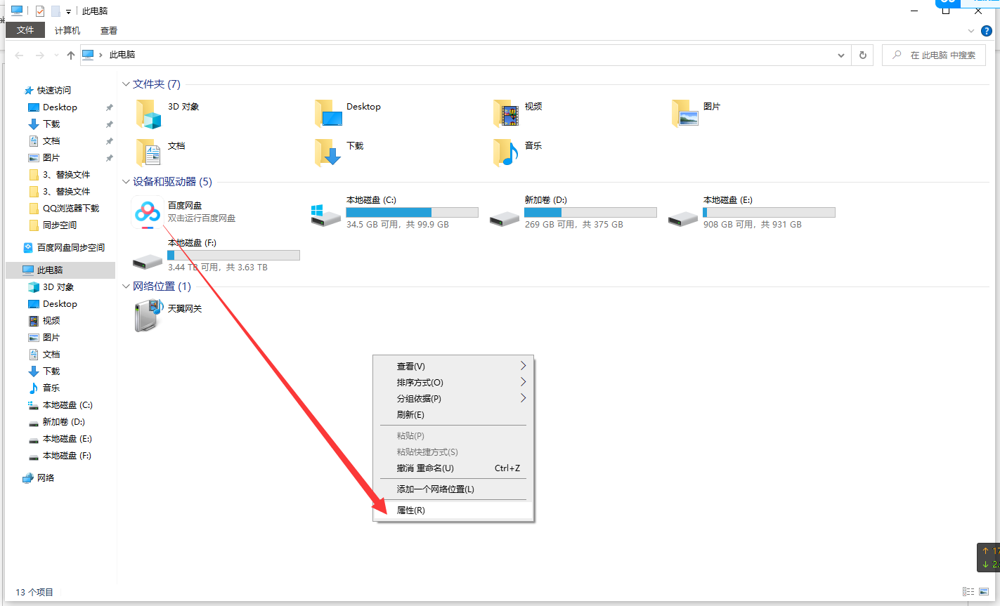 此电脑
文件 计算机 查看
此电脑
在 此电脑 中搜索
快速访问
Desktop
下载
文档
图片
3、替换文件
3、替换文件
QQ浏览器下载
同步空间
百度网盘同步空间
此电脑
3D 对象
Desktop
视频
图片
文档
下载
音乐
本地磁盘 (C:)
新加卷 (D:)
本地磁盘 (E:)
本地磁盘 (F:)
网络
文件夹 (7)
3D 对象
Desktop
视频
图片
文档
下载
音乐
设备和驱动器 (5)
百度网盘
双击运行百度网盘
本地磁盘 (C:)
34.5 GB 可用，共 99.9 GB
新加卷 (D:)
269 GB 可用，共 375 GB
本地磁盘 (E:)
908 GB 可用，共 931 GB
本地磁盘 (F:)
3.44 TB 可用，共 3.63 TB
网络位置 (1)
天翼网关
查看(V)
排序方式(O)
分组依据(P)
刷新(E)
粘贴(P)
粘贴快捷方式(S)
撤消 重命名(U) Ctrl+Z
添加一个网络位置(L)
属性(R)
13 个项目